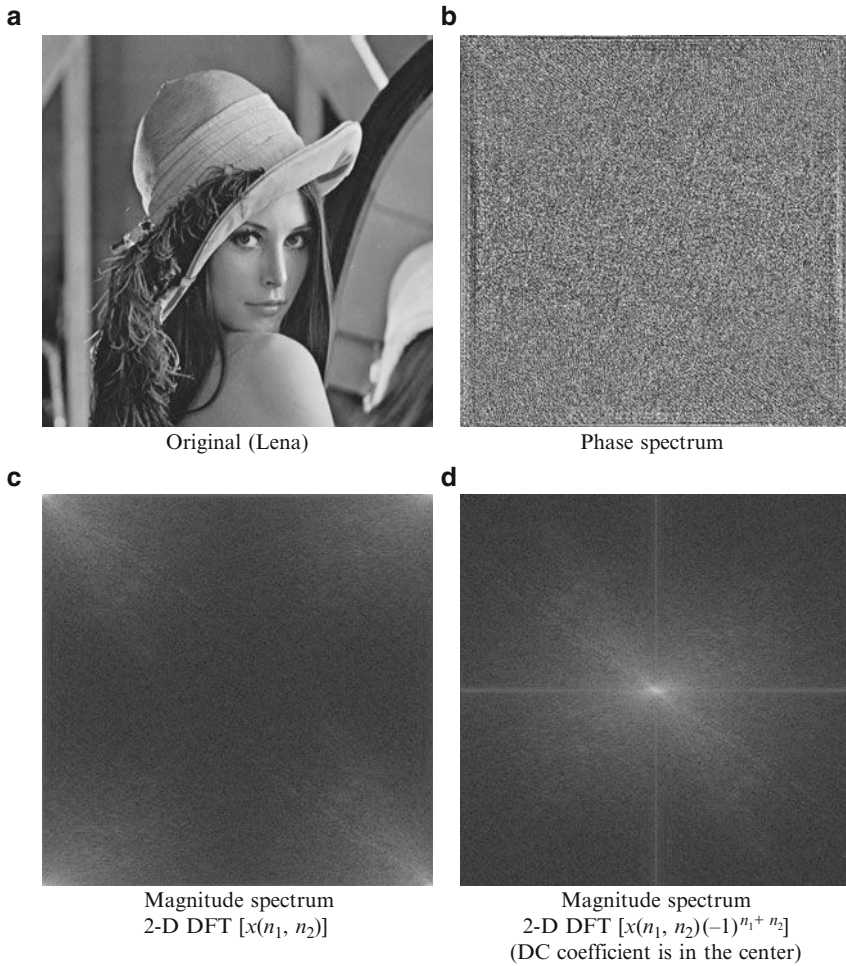 a
b
Original (Lena)
Phase spectrum
c
d
Magnitude spectrum
2-D DFT [x(n₁, n₂)]
Magnitude spectrum
2-D DFT [x(n₁, n₂)(–1)ⁿ¹⁺ ⁿ²]
(DC coefficient is in the center)